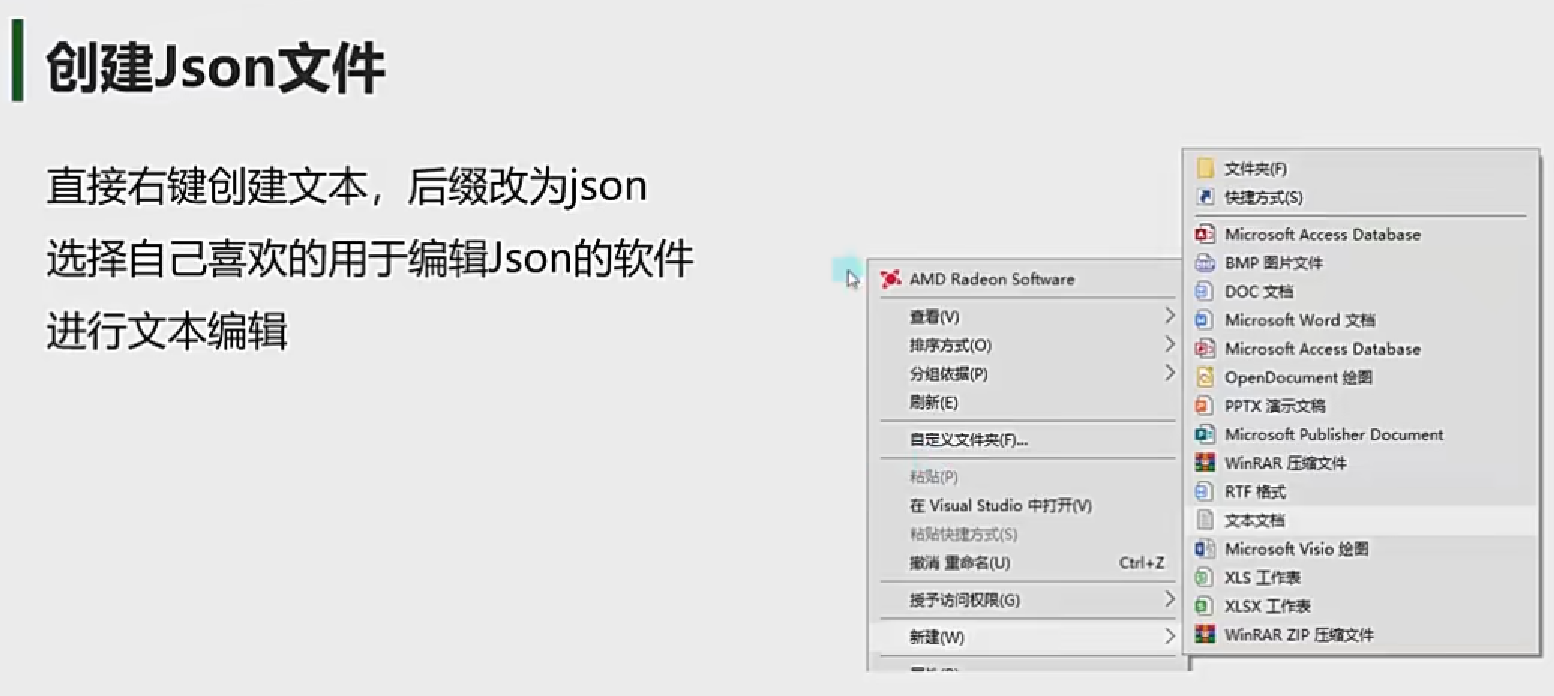 创建Json文件
直接右键创建文本，后缀改为json
选择自己喜欢的用于编辑Json的软件
进行文本编辑
AMD Radeon Software
查看(V)
排序方式(O)
分组依据(P)
刷新(E)
自定义文件夹(F)...
粘贴(P)
在 Visual Studio 中打开(V)
粘贴快捷方式(S)
撤消 重命名(U) Ctrl+Z
授予访问权限(G)
新建(W)
文件夹(F)
快捷方式(S)
Microsoft Access Database
BMP 图片文件
DOC 文档
Microsoft Word 文档
Microsoft Access Database
OpenDocument 绘图
PPTX 演示文稿
Microsoft Publisher Document
WinRAR 压缩文件
RTF 格式
文本文档
Microsoft Visio 绘图
XLS 工作表
XLSX 工作表
WinRAR ZIP 压缩文件